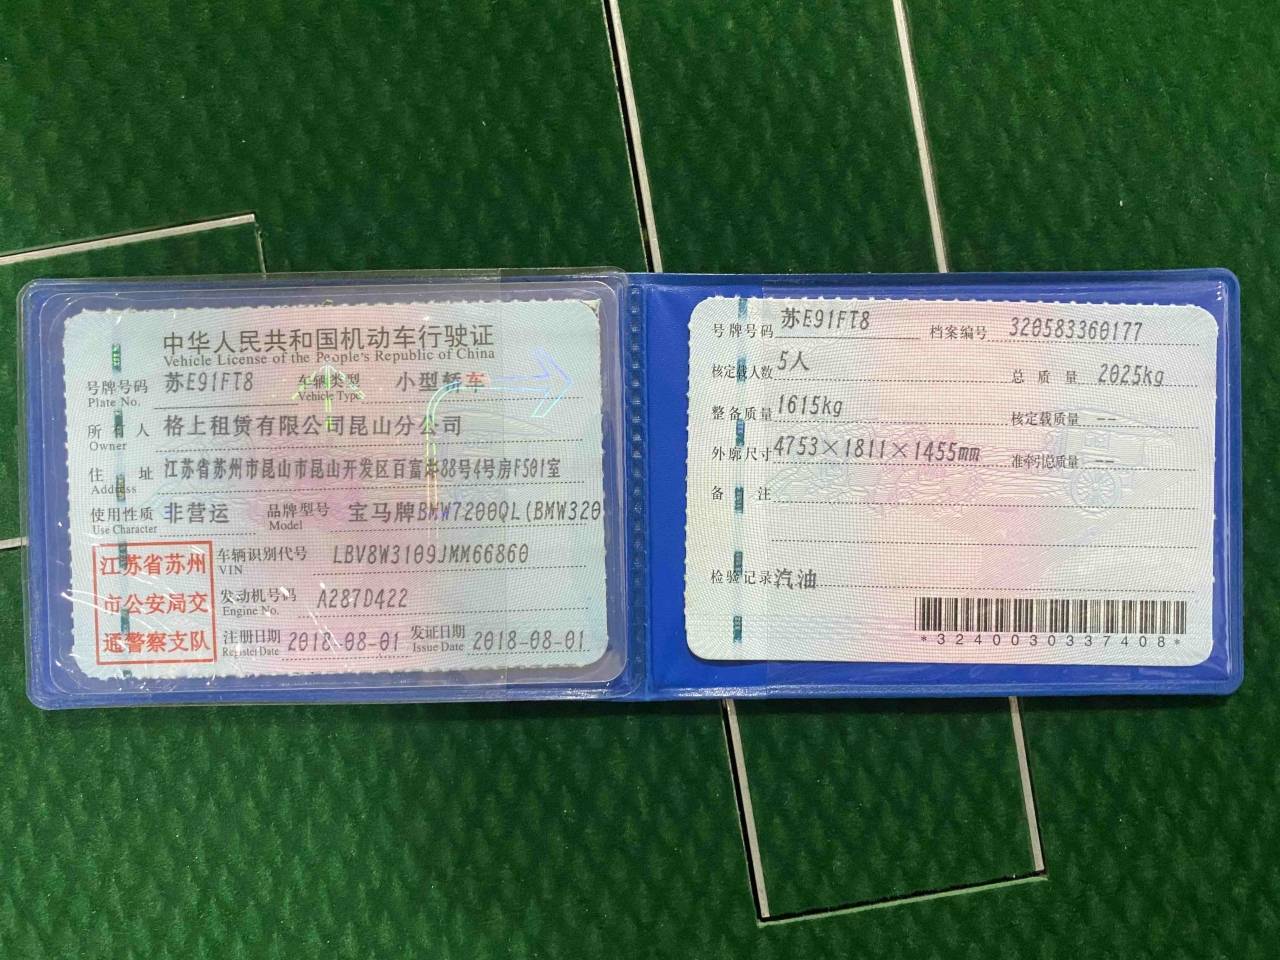 中华人民共和国机动车行驶证
Vehicle License of the People's Republic of China
号牌号码 苏E91FT8 车辆类型 小型轿车
Plate No. Vehicle Type
所有人 格上租赁有限公司昆山分公司
Owner
住址 江苏省苏州市昆山市昆山开发区百富路88号4号房F501室
Address
使用性质 非营运 品牌型号 宝马牌BMW7200QL(BMW320
Use Character Model
江苏省苏州
市公安局交
通警察支队
车辆识别代号 LBV8W3109JMM66860
VIN
发动机号码 A287D422
Engine No.
注册日期 2018-08-01 发证日期 2018-08-01
Register Date Issue Date
号牌号码 苏E91FT8 档案编号 320583360177
核定载人数 5人 总质量 2025kg
整备质量 1615kg 核定载质量 --
外廓尺寸 4753×1811×1455mm 准牵引总质量 --
备注
检验记录 汽油
*3240030337408*